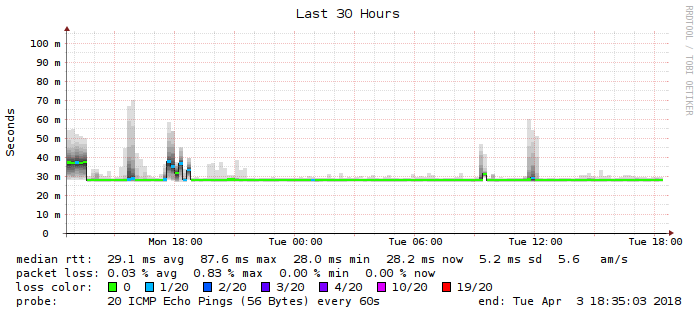 Last 30 Hours
RRDTOOL / TOBI OETIKER
Seconds
100 m
90 m
80 m
70 m
60 m
50 m
40 m
30 m
20 m
10 m
0
Mon 18:00 Tue 00:00 Tue 06:00 Tue 12:00 Tue 18:00
median rtt: 29.1 ms avg 87.6 ms max 28.0 ms min 28.2 ms now 5.2 ms sd 5.6 am/s
packet loss: 0.03 % avg 0.83 % max 0.00 % min 0.00 % now
loss color: 0 1/20 2/20 3/20 4/20 10/20 19/20
probe: 20 ICMP Echo Pings (56 Bytes) every 60s end: Tue Apr 3 18:35:03 2018